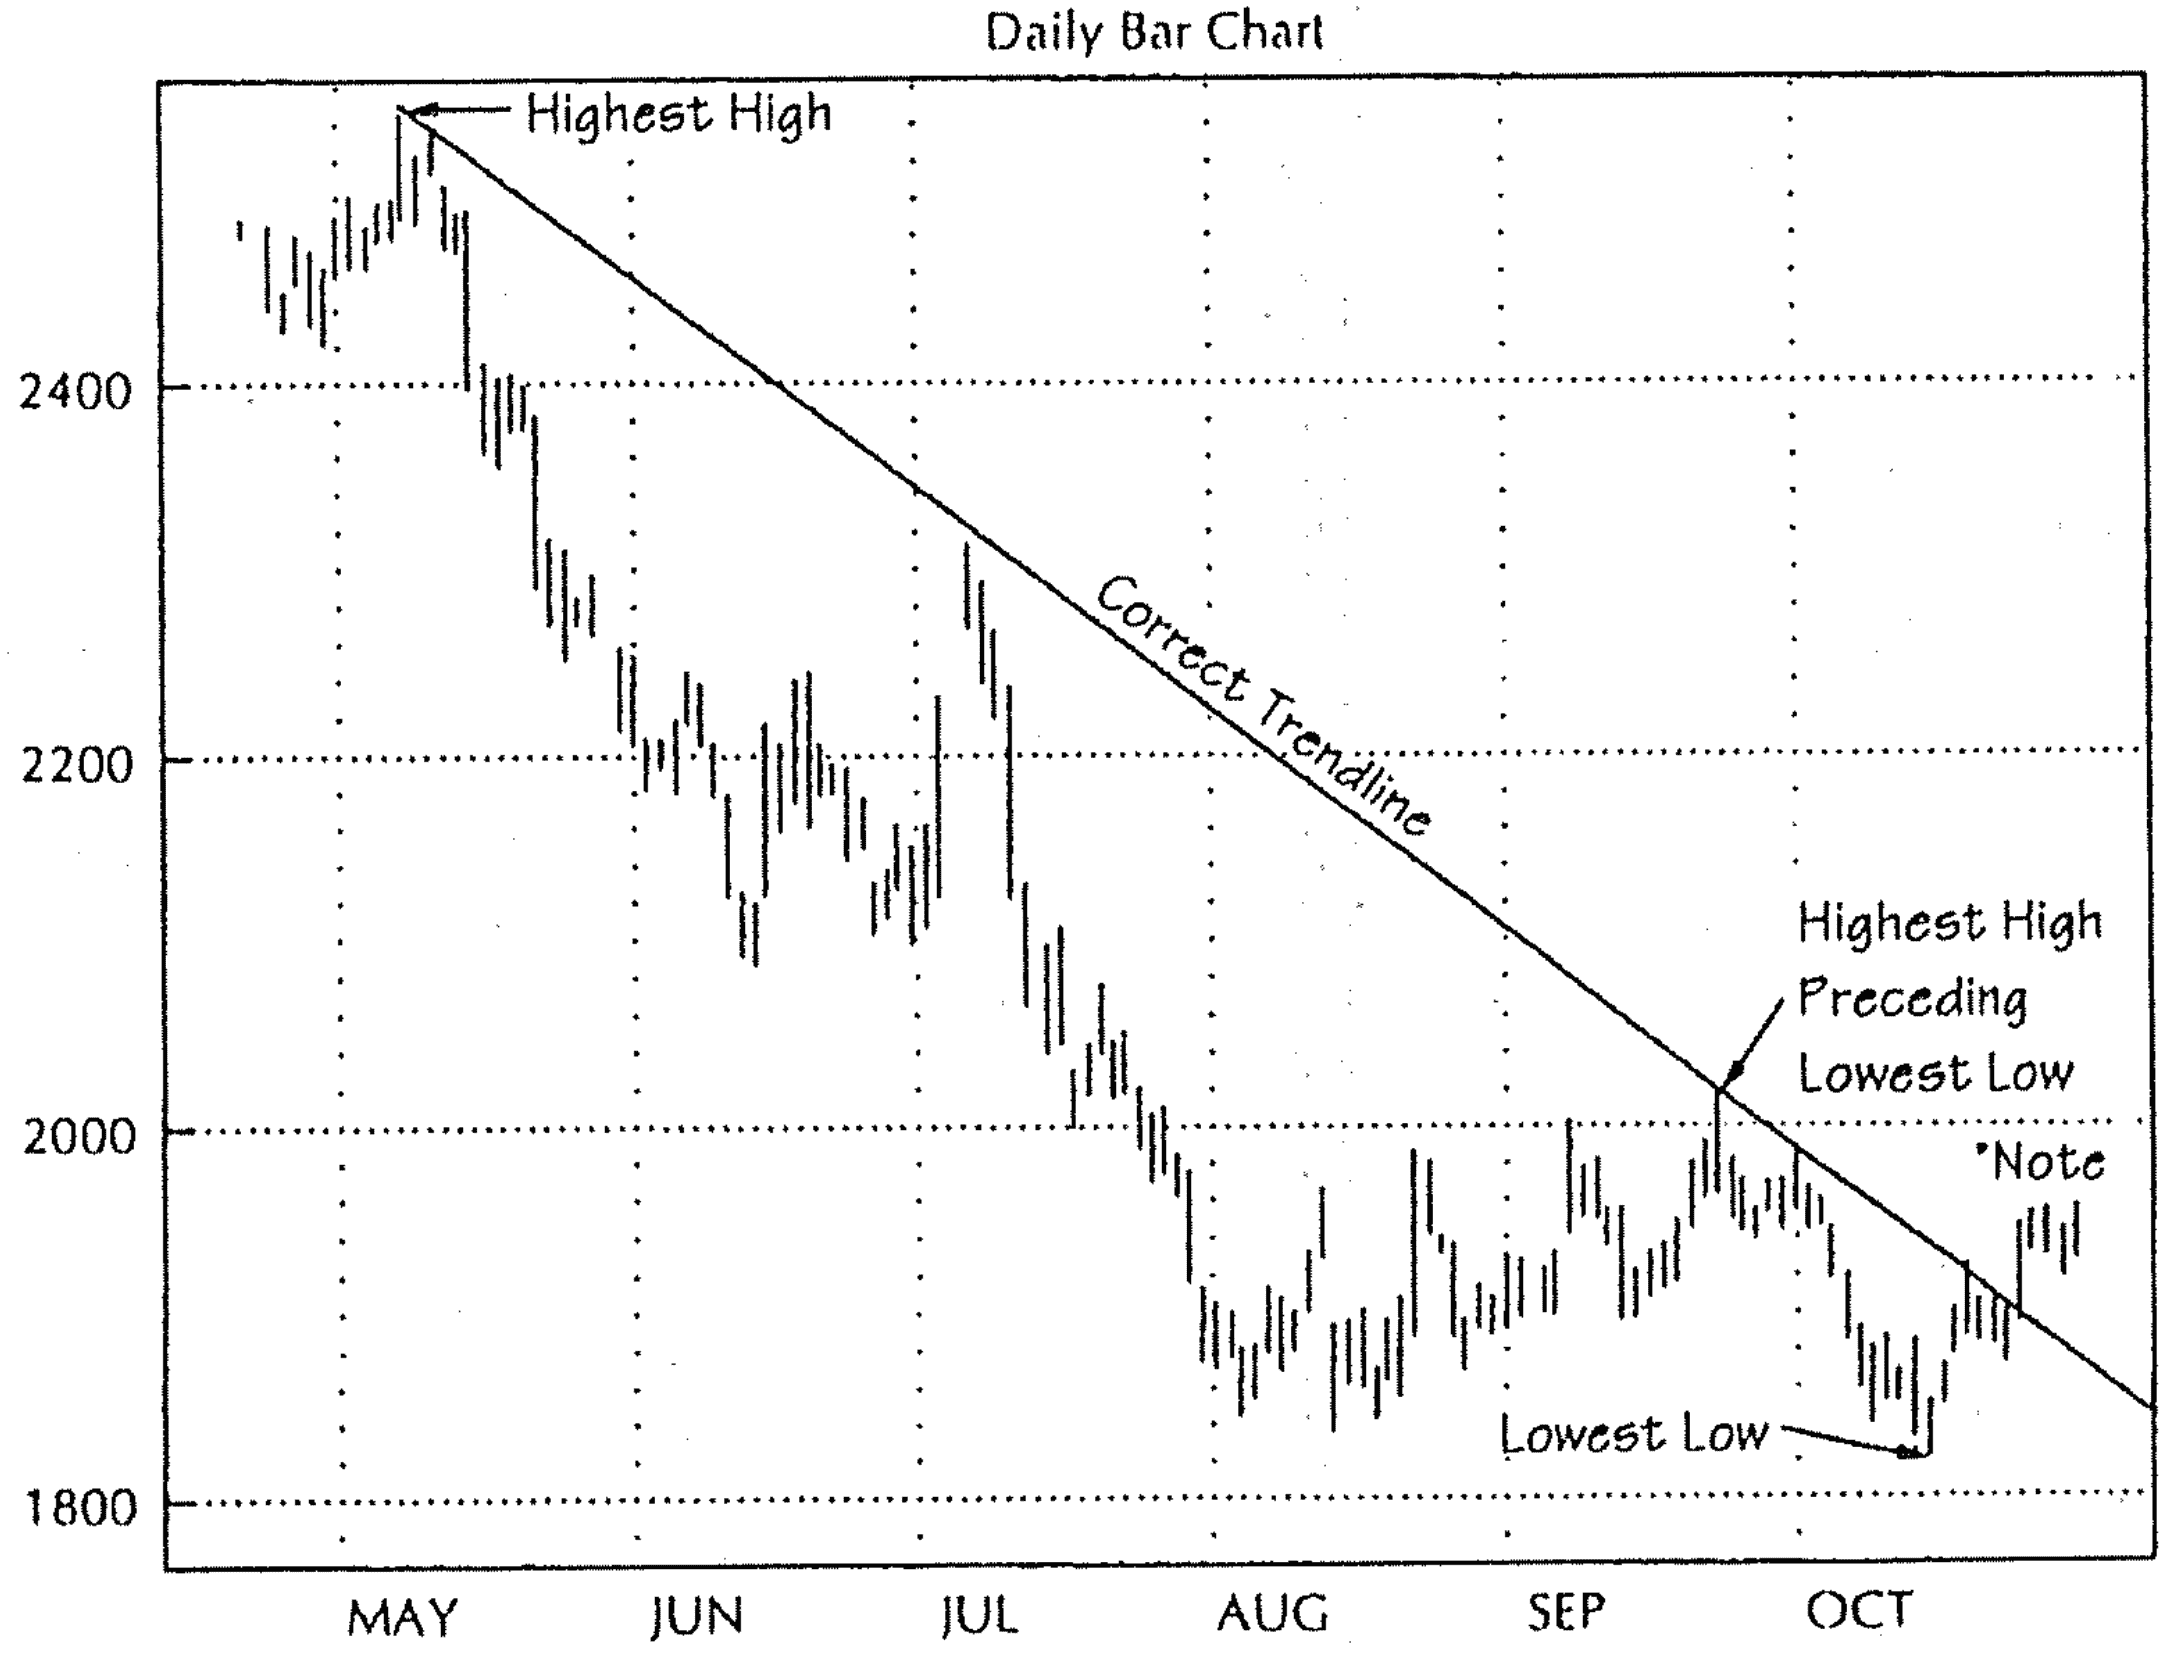 Daily Bar Chart
Highest High
2400
Correct Trendline
2200
Highest High
Preceding
Lowest Low
2000
*Note
Lowest Low
1800
MAY JUN JUL AUG SEP OCT